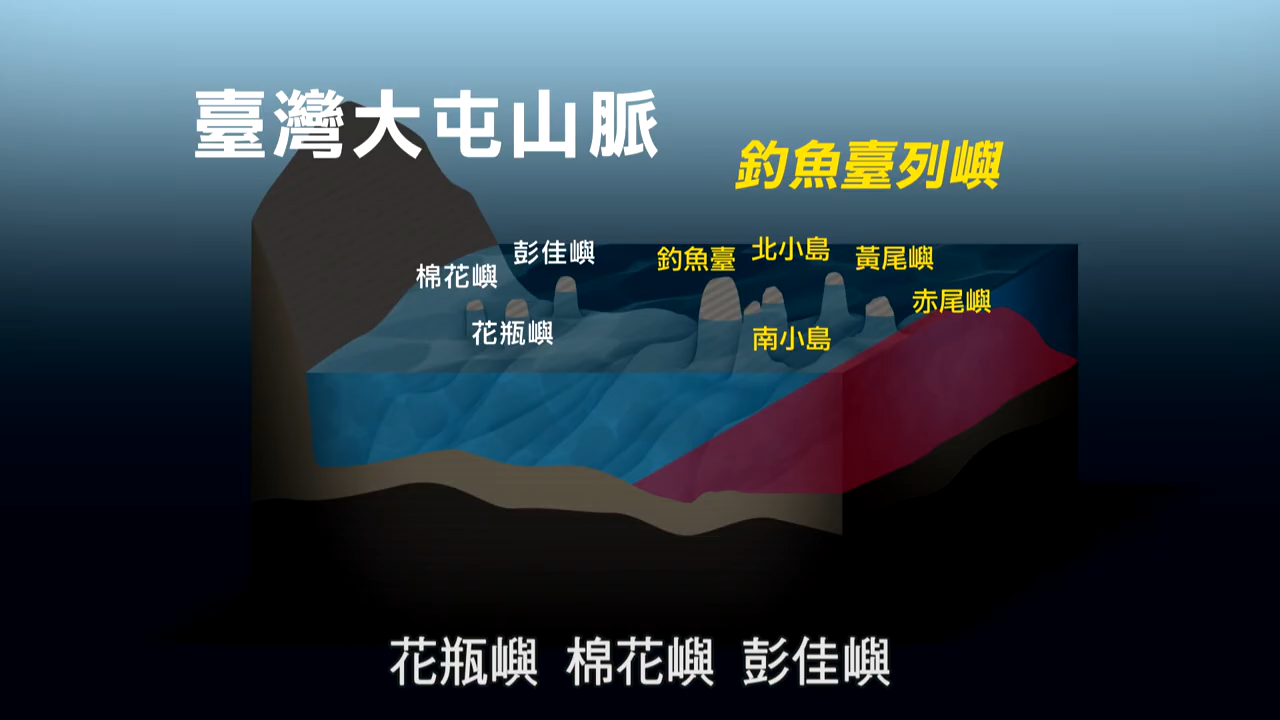 臺灣大屯山脈
釣魚臺列嶼
彭佳嶼
棉花嶼
花瓶嶼
釣魚臺
北小島
黃尾嶼
赤尾嶼
南小島
花瓶嶼 棉花嶼 彭佳嶼